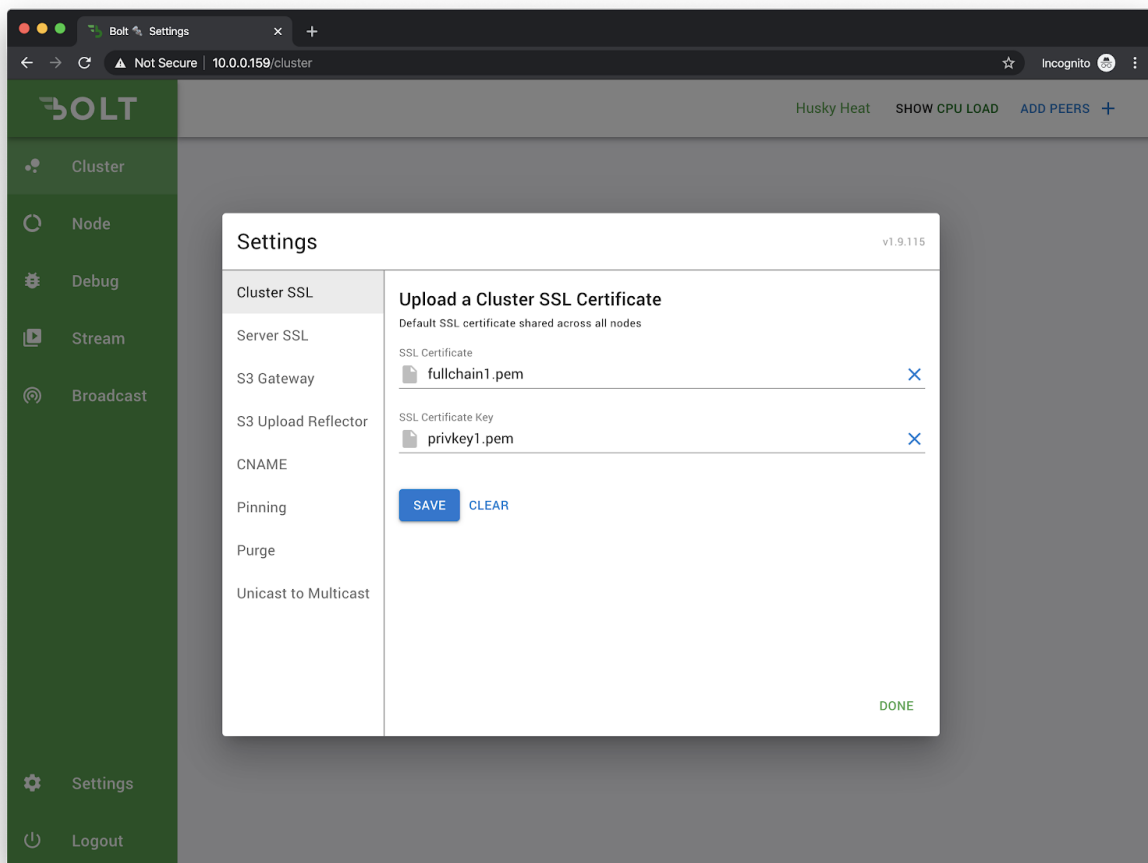 Bolt 🔩 Settings
Not Secure | 10.0.0.159/cluster
Incognito
BOLT
Husky Heat
SHOW CPU LOAD
ADD PEERS +
Cluster
Node
Debug
Stream
Broadcast
Settings
Logout
Settings
v1.9.115
Cluster SSL
Server SSL
S3 Gateway
S3 Upload Reflector
CNAME
Pinning
Purge
Unicast to Multicast
Upload a Cluster SSL Certificate
Default SSL certificate shared across all nodes
SSL Certificate
fullchain1.pem
SSL Certificate Key
privkey1.pem
SAVE
CLEAR
DONE